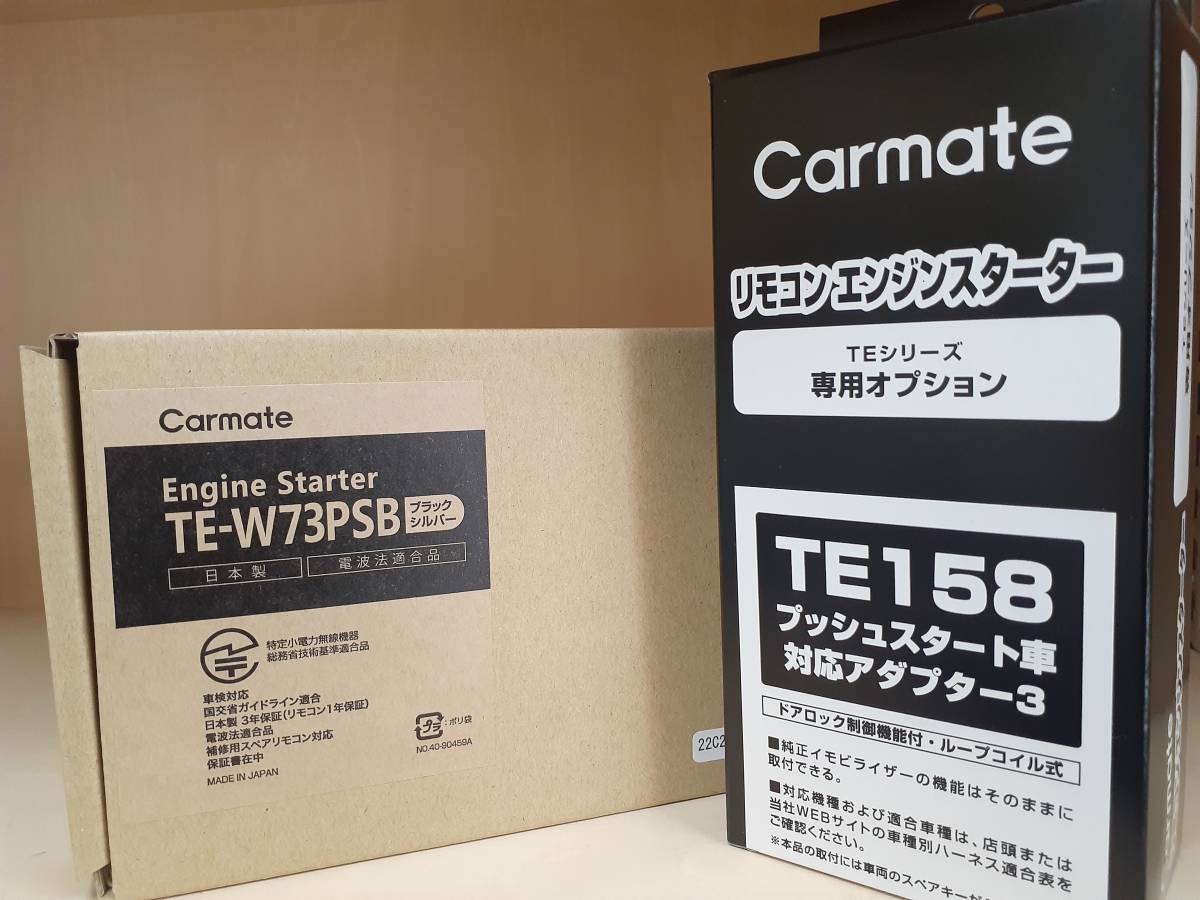 Carmate
Engine Starter
TE-W73PSB
ブラック
シルバー
日本製
電波法適合品
特定小電力無線機器
総務省技術基準適合品
車検対応
国交省ガイドライン適合
日本製 3年保証(リモコン1年保証)
電波法適合品
補修用スペアリモコン対応
保証書在中
MADE IN JAPAN
プラ
:ポリ袋
NO.40-90459A
22C2
Carmate
リモコンエンジンスターター
TEシリーズ
専用オプション
TE158
プッシュスタート車
対応アダプター3
ドアロック制御機能付・ループコイル式
■純正イモビライザーの機能はそのままに
取付できる。
■対応機種および適合車種は、店頭または
当社WEBサイトの車種別ハーネス適合表を
ご確認ください。
※本品の取付には車両のスペアキーが